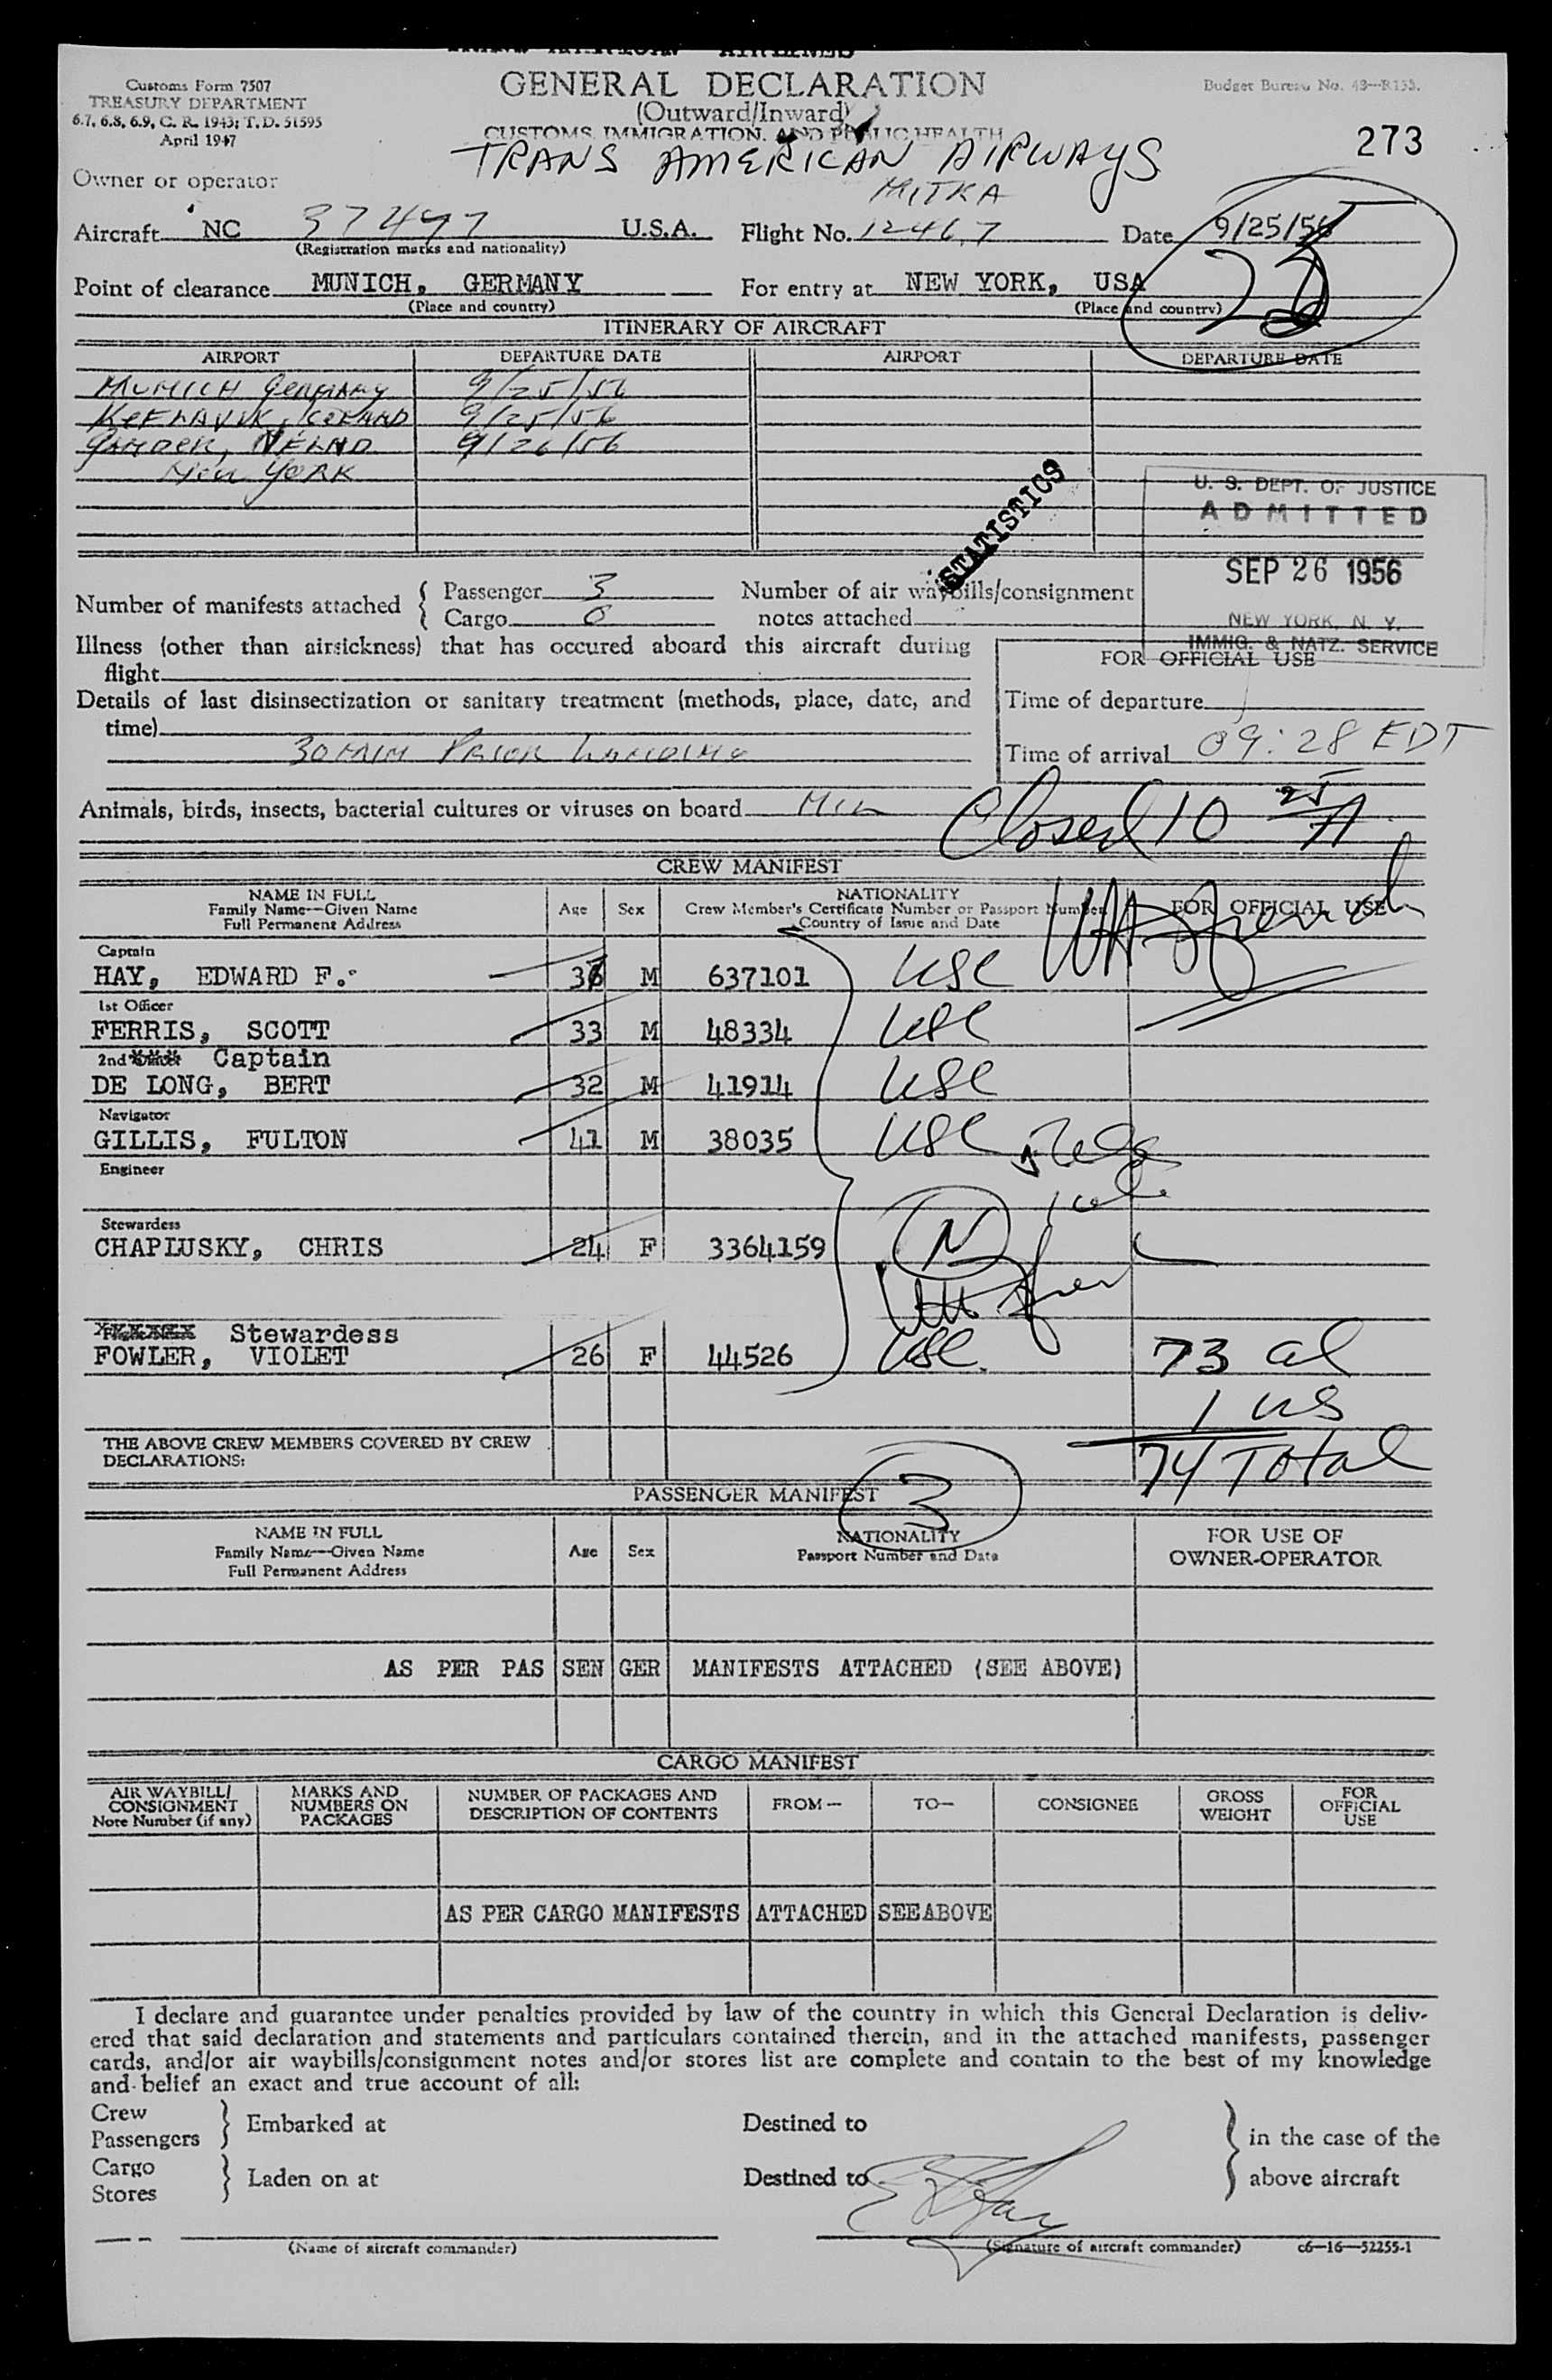 Customs Form 7507
TREASURY DEPARTMENT
6.7, 6.8, 6.9, C. R. 1943; T. D. 51595
April 1947
GENERAL DECLARATION
(Outward/Inward)
CUSTOMS, IMMIGRATION, AND PUBLIC HEALTH
Budget Bureau No. 48—R135.
273
TRANS AMERICAN AIRWAYS
Owner or operator
MITKA
Aircraft NC 37497 U.S.A. Flight No. 12467 Date 9/25/56
(Registration marks and nationality)
Point of clearance MUNICH, GERMANY For entry at NEW YORK, USA
(Place and country) (Place and country)
ITINERARY OF AIRCRAFT
AIRPORT DEPARTURE DATE AIRPORT DEPARTURE DATE
MUNICH GERMANY 9/25/56
KEFLAVIK, ICELAND 9/25/56
GANDER, NFLND 9/26/56
NEW YORK
STATISTICS
U. S. DEPT. OF JUSTICE
ADMITTED
SEP 26 1956
NEW YORK, N. Y.
IMMIG. & NATZ. SERVICE
Number of manifests attached { Passenger 3 Number of air waybills/consignment
Cargo 0 notes attached
Illness (other than airsickness) that has occured aboard this aircraft during
flight
FOR OFFICIAL USE
Details of last disinsectization or sanitary treatment (methods, place, date, and
time)
30 MIN PRIOR LANDING
Time of departure
Time of arrival 09:28 EDT
Animals, birds, insects, bacterial cultures or viruses on board
Closed 10 25 A
CREW MANIFEST
NAME IN FULL
Family Name—Given Name
Full Permanent Address
Age Sex
NATIONALITY
Crew Member's Certificate Number or Passport Number
Country of Issue and Date
FOR OFFICIAL USE
Captain
HAY, EDWARD F. M 637101 USC
1st Officer
FERRIS, SCOTT 33 M 48334 USC
2nd Captain
DE LONG, BERT 32 M 41914 USC
Navigator
GILLIS, FULTON 41 M 38035 USC
Engineer
Stewardess
CHAPLUSKY, CHRIS 24 F 3364159 N
Stewardess
FOWLER, VIOLET 26 F 44526 USC
73 al
1 us
74 Total
THE ABOVE CREW MEMBERS COVERED BY CREW
DECLARATIONS:
3
PASSENGER MANIFEST
NAME IN FULL
Family Name—Given Name
Full Permanent Address
Age Sex
NATIONALITY
Passport Number and Date
FOR USE OF
OWNER-OPERATOR
AS PER PAS SEN GER MANIFESTS ATTACHED (SEE ABOVE)
CARGO MANIFEST
AIR WAYBILL/
CONSIGNMENT
Note Number (if any)
MARKS AND
NUMBERS ON
PACKAGES
NUMBER OF PACKAGES AND
DESCRIPTION OF CONTENTS
FROM— TO— CONSIGNEE
GROSS
WEIGHT
FOR
OFFICIAL
USE
AS PER CARGO MANIFESTS ATTACHED SEE ABOVE
I declare and guarantee under penalties provided by law of the country in which this General Declaration is deliv-
ered that said declaration and statements and particulars contained therein, and in the attached manifests, passenger
cards, and/or air waybills/consignment notes and/or stores list are complete and contain to the best of my knowledge
and belief an exact and true account of all:
Crew
Passengers } Embarked at Destined to } in the case of the
Cargo
Stores } Laden on at Destined to above aircraft
(Name of aircraft commander) (Signature of aircraft commander) c6—16—52255-1